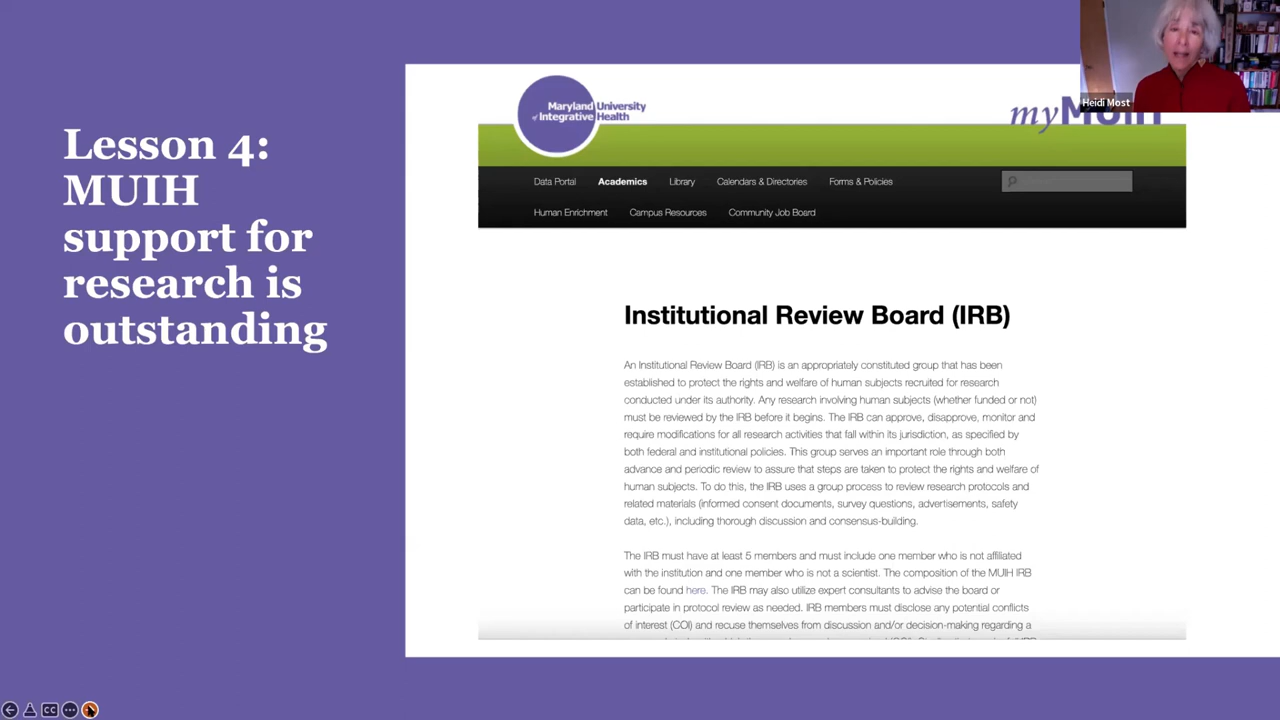 Lesson 4:
MUIH
support for
research is
outstanding
Maryland University
of Integrative Health
my
Heidi Most
Data Portal
Academics
Library
Calendars & Directories
Forms & Policies
Human Enrichment
Campus Resources
Community Job Board
Institutional Review Board (IRB)
An Institutional Review Board (IRB) is an appropriately constituted group that has been
established to protect the rights and welfare of human subjects recruited for research
conducted under its authority. Any research involving human subjects (whether funded or not)
must be reviewed by the IRB before it begins. The IRB can approve, disapprove, monitor and
require modifications for all research activities that fall within its jurisdiction, as specified by
both federal and institutional policies. This group serves an important role through both
advance and periodic review to assure that steps are taken to protect the rights and welfare of
human subjects. To do this, the IRB uses a group process to review research protocols and
related materials (informed consent documents, survey questions, advertisements, safety
data, etc.), including thorough discussion and consensus-building.
The IRB must have at least 5 members and must include one member who is not affiliated
with the institution and one member who is not a scientist. The composition of the MUIH IRB
can be found here. The IRB may also utilize expert consultants to advise the board or
participate in protocol review as needed. IRB members must disclose any potential conflicts
of interest (COI) and recuse themselves from discussion and/or decision-making regarding a
CC